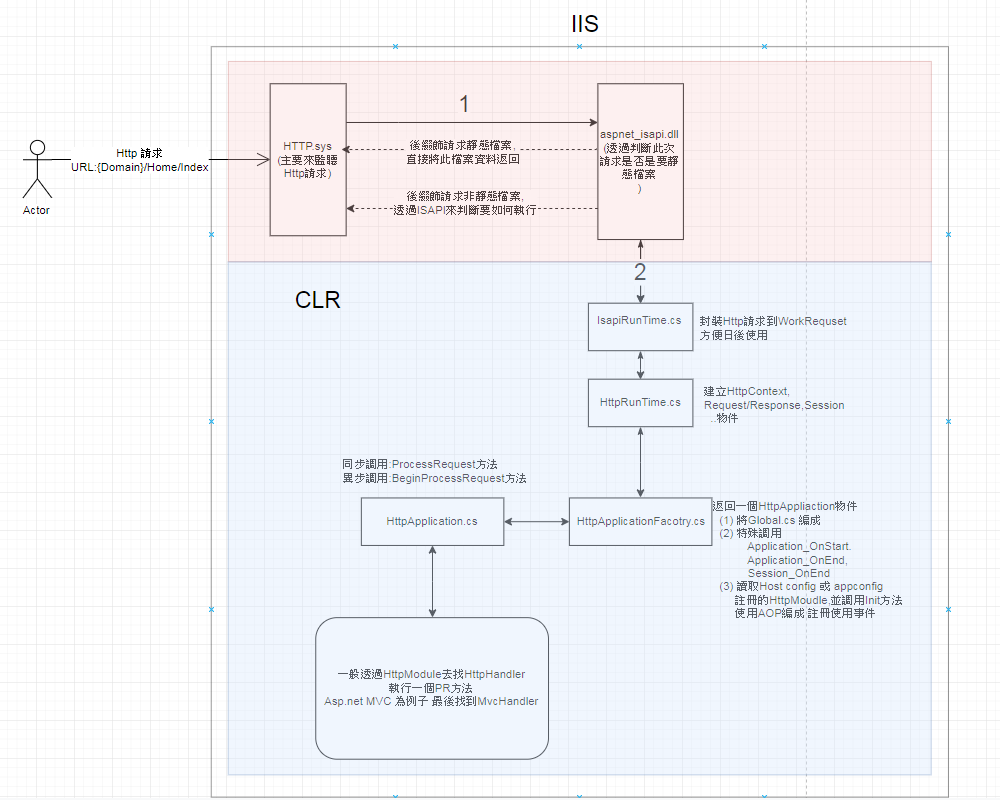 IIS
1
HTTP.sys
(主要來監聽
Http請求)
aspnet_isapi.dll
(透過判斷此次
請求是否是要靜
態檔案
)
後綴飾請求靜態檔案,
直接將此檔案資料返回
後綴飾請求非靜態檔案,
透過ISAPI來判斷要如何執行
Http 請求
URL:{Domain}/Home/Index
Actor
2
CLR
IsapiRunTime.cs
封裝Http請求到WorkRequset
方便日後使用
HttpRunTime.cs
建立HttpContext,
Request/Response,Session
..物件
同步調用:ProcessRequest方法
異步調用:BeginProcessRequest方法
HttpApplication.cs
HttpApplicationFacotry.cs
返回一個HttpAppliaction物件
(1) 將Global.cs 編成
(2) 特殊調用
Application_OnStart.
Application_OnEnd,
Session_OnEnd
(3) 讀取Host config 或 appconfig
註冊的HttpMoudle,並調用Init方法
使用AOP編成 註冊使用事件
一般透過HttpModule去找HttpHandler
執行一個PR方法
Asp.net MVC 為例子 最後找到MvcHandler